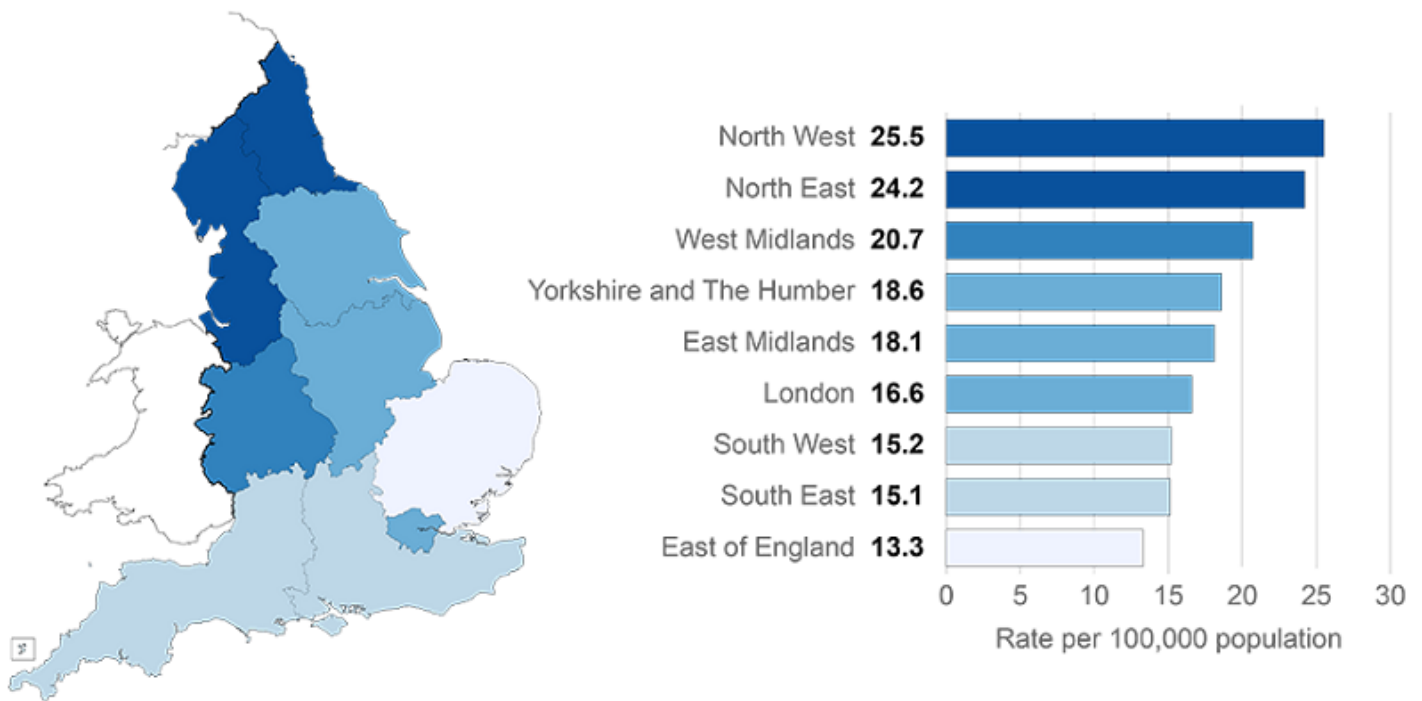 North West 25.5
North East 24.2
West Midlands 20.7
Yorkshire and The Humber 18.6
East Midlands 18.1
London 16.6
South West 15.2
South East 15.1
East of England 13.3
0 5 10 15 20 25 30
Rate per 100,000 population